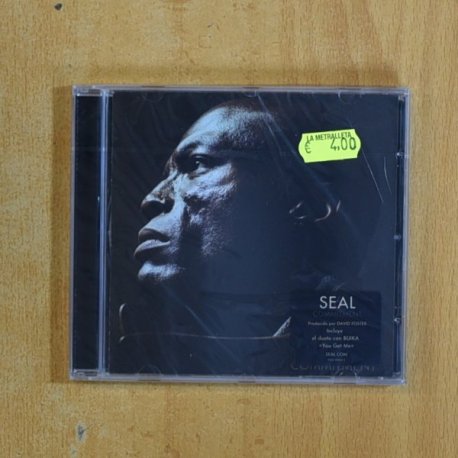 LA METRALLETA
€ 4,00
SEAL
COMMITMENT
Producido por DAVID FOSTER
Incluye
el dueto con BUIKA
«You Get Me»
SEAL.COM
COMMITMENT